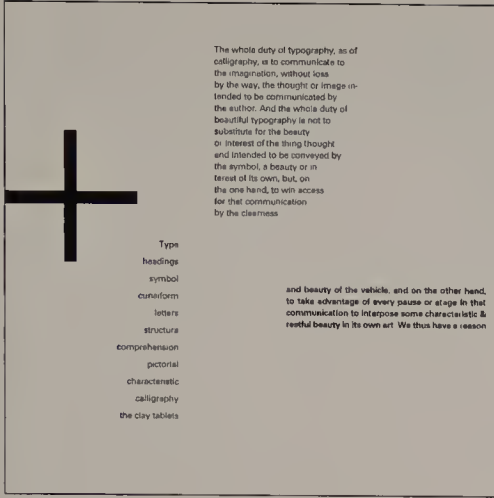 The whole duty of typography, as of
calligraphy, is to communicate to
the imagination, without loss
by the way, the thought or image in-
tended to be communicated by
the author. And the whole duty of
beautiful typography is not to
substitute for the beauty
or interest of the thing thought
and intended to be conveyed by
the symbol, a beauty or in
terest of its own, but, on
the one hand, to win access
for that communication
by the clearness
and beauty of the vehicle, and on the other hand,
to take advantage of every pause or stage in that
communication to interpose some characteristic &
restful beauty in its own art We thus have a reason
Type
headings
symbol
cuneiform
letters
structure
comprehension
pictorial
characteristic
calligraphy
the clay tablets